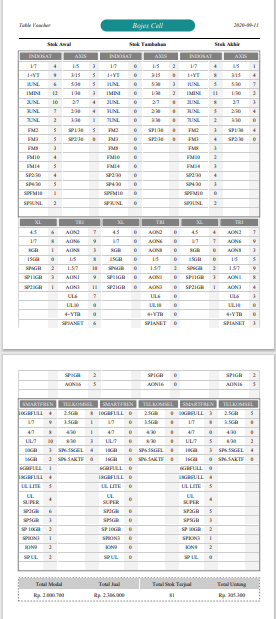 Table Voucher Bojes Cell 2020-09-11
Stok Awal Stok Tambahan Stok Akhir
INDOSAT AXIS INDOSAT AXIS INDOSAT AXIS
1/7 4 1/5 3 1/7 0 1/5 2 1/7 4 1/5 1
1+YT 9 3/15 5 1+YT 0 3/15 0 1+YT 8 3/15 4
1UNL 6 5/30 5 1UNL 0 5/30 3 1UNL 5 5/30 7
1MINI 12 1/30 3 1MINI 0 1/30 2 1MINI 11 1/30 2
2UNL 10 2/7 4 2UNL 0 2/7 0 2UNL 8 2/7 3
3UNL 7 2/30 4 3UNL 0 2/30 0 3UNL 5 2/30 4
7UNL 2 3/30 1 7UNL 0 3/30 0 7UNL 2 3/30 0
FM2 5 SP1/30 5 FM2 0 SP1/30 0 FM2 3 SP1/30 4
FM3 5 SP2/30 0 FM3 0 SP2/30 0 FM3 4 SP2/30 0
FM8 3 FM8 0 FM8 3
FM10 4 FM10 0 FM10 2
FM14 5 FM14 0 FM14 3
SP2/30 4 SP2/30 0 SP2/30 4
SP4/30 5 SP4/30 0 SP4/30 3
SPFM10 1 SPFM10 0 SPFM10 2
SP3UNL 2 SP3UNL 0 SP3UNL 2
XL TRI XL TRI XL TRI
4.5 6 AON2 7 4.5 0 AON2 0 4.5 4 AON2 7
1/7 8 AON6 9 1/7 0 AON6 0 1/7 7 AON6 9
8GB 1 AON8 3 8GB 0 AON8 0 8GB 0 AON8 3
15GB 0 1/5 8 15GB 0 1/5 0 15GB 0 1/5 5
SP6GB 2 1.5/7 10 SP6GB 0 1.5/7 2 SP6GB 2 1.5/7 9
SP11GB 3 AON1 9 SP11GB 0 AON1 0 SP11GB 3 AON1 8
SP21GB 1 AON3 11 SP21GB 0 AON3 0 SP21GB 1 AON3 4
UL6 7 UL6 0 UL6 3
UL10 0 UL10 0 UL10 0
4+YTB 0 4+YTB 0 4+YTB 0
SPJANET 6 SPJANET 0 SPJANET 3
SP1GB 2 SP1GB 0 SP1GB 2
AON16 5 AON16 0 AON16 5
SMARTFREN TELKOMSEL SMARTFREN TELKOMSEL SMARTFREN TELKOMSEL
10GBFULL 4 2.5GB 8 10GBFULL 0 2.5GB 0 10GBFULL 3 2.5GB 5
1/7 9 3.5GB 1 1/7 0 3.5GB 0 1/7 8 3.5GB 0
4/7 8 4/30 1 4/7 0 4/30 0 4/7 5 4/30 0
UL/7 10 8/30 3 UL/7 0 8/30 0 UL/7 5 8/30 2
10GB 3 SP6.5SGEL 4 10GB 0 SP6.5SGEL 0 10GB 3 SP6.5SGEL 4
16GB 2 SP6.5AKTF 0 16GB 0 SP6.5AKTF 0 16GB 2 SP6.5AKTF 0
6GBFULL 1 6GBFULL 0 6GBFULL 0
18GBFULL 4 18GBFULL 0 18GBFULL 4
UL LITE 5 UL LITE 0 UL LITE 5
UL SUPER 4 UL SUPER 0 UL SUPER 4
SP2GB 6 SP2GB 0 SP2GB 5
SP5GB 3 SP5GB 0 SP5GB 3
SP 10GB 2 SP 10GB 0 SP 10GB 2
SPION3 1 SPION3 0 SPION3 1
ION9 2 ION9 0 ION9 2
SP UL 2 SP UL 0 SP UL 0
Total Modal Total Jual Total Stok Terjual Total Untung
Rp. 2.000.700 Rp. 2.306.000 81 Rp. 305.300